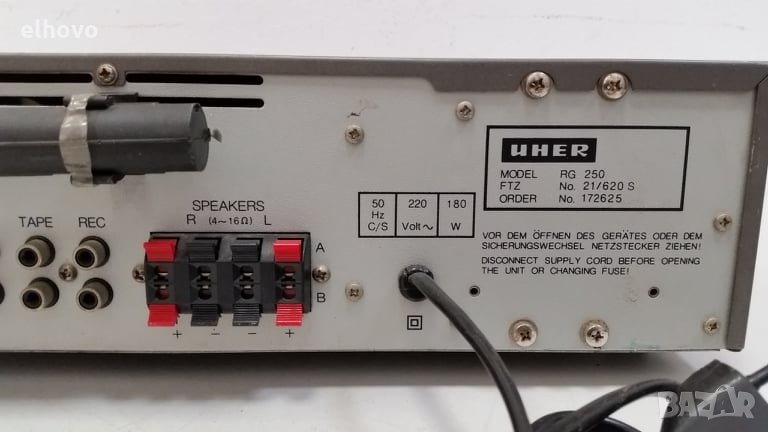 elhovo
UHER
MODEL RG 250
FTZ No. 21/620 S
ORDER No. 172625
SPEAKERS
R (4~16Ω) L
TAPE REC
50 Hz C/S
220 Volt~
180 W
A
B
+ − − +
VOR DEM ÖFFNEN DES GERÄTES ODER DEM
SICHERUNGSWECHSEL NETZSTECKER ZIEHEN!
DISCONNECT SUPPLY CORD BEFORE OPENING
THE UNIT OR CHANGING FUSE!
BAZAR